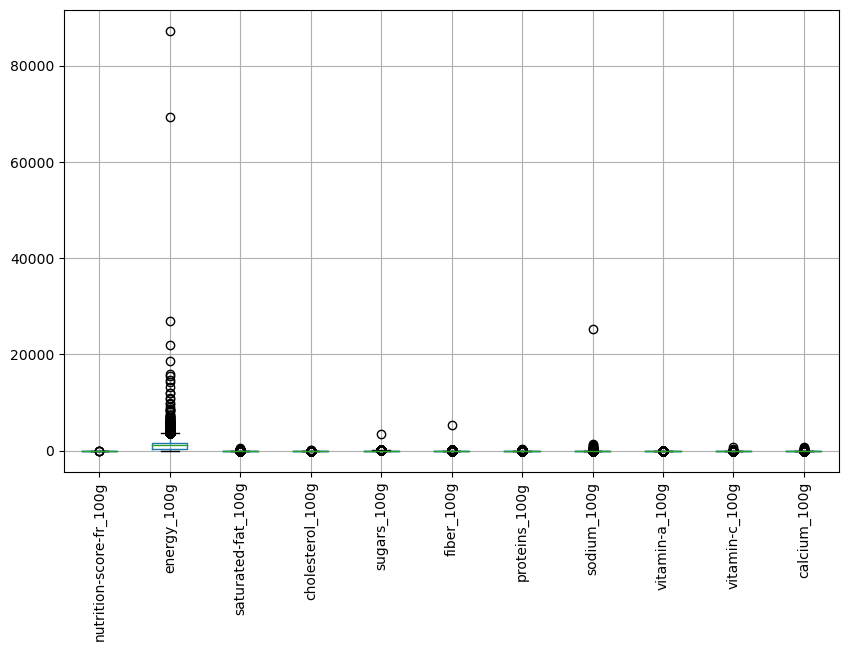 80000
60000
40000
20000
0
nutrition-score-fr_100g
energy_100g
saturated-fat_100g
cholesterol_100g
sugars_100g
fiber_100g
proteins_100g
sodium_100g
vitamin-a_100g
vitamin-c_100g
calcium_100g